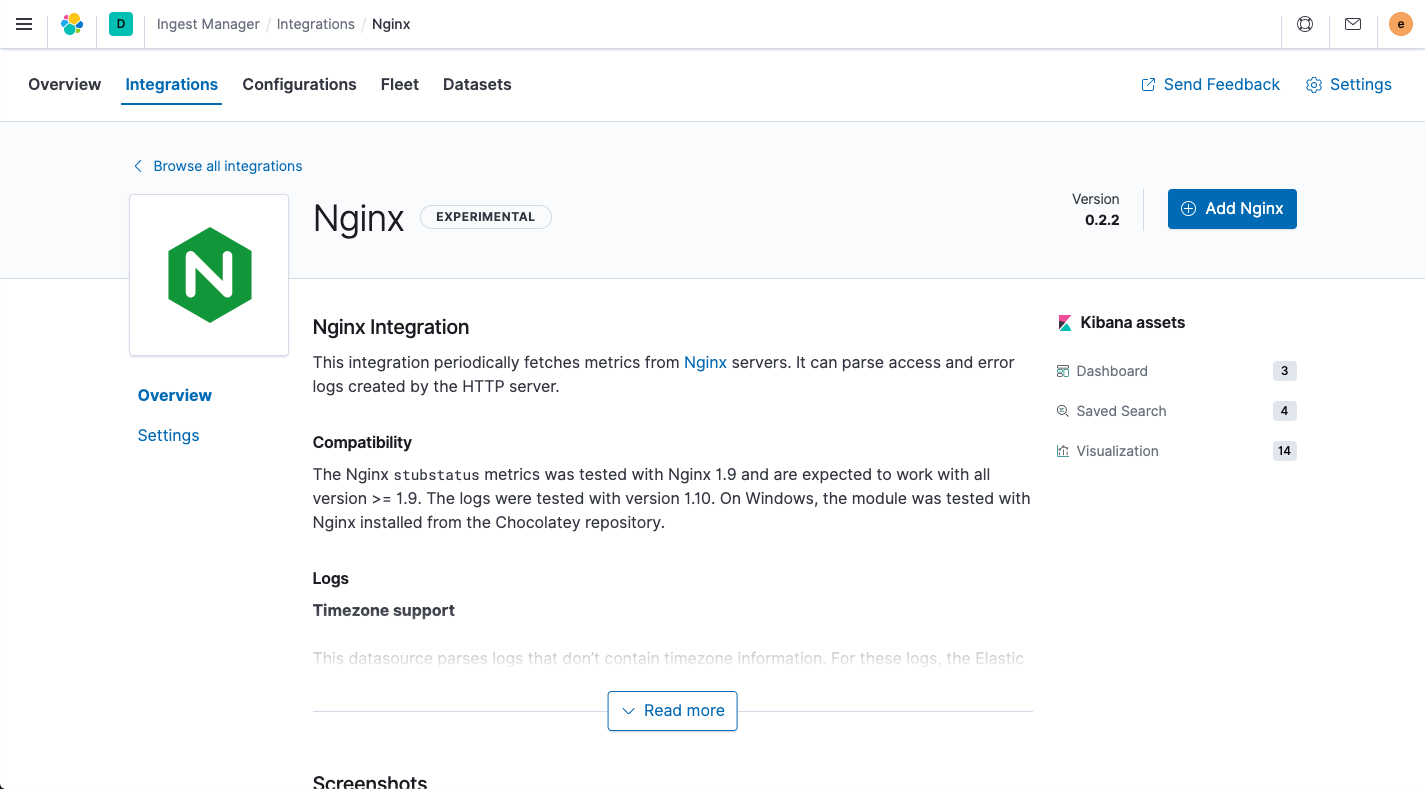 D Ingest Manager / Integrations / Nginx e
Overview Integrations Configurations Fleet Datasets Send Feedback Settings
Browse all integrations
Nginx EXPERIMENTAL
Version
0.2.2
Add Nginx
N
Overview
Settings
Nginx Integration
This integration periodically fetches metrics from Nginx servers. It can parse access and error
logs created by the HTTP server.
Compatibility
The Nginx stubstatus metrics was tested with Nginx 1.9 and are expected to work with all
version >= 1.9. The logs were tested with version 1.10. On Windows, the module was tested with
Nginx installed from the Chocolatey repository.
Logs
Timezone support
This datasource parses logs that don’t contain timezone information. For these logs, the Elastic
Read more
Screenshots
Kibana assets
Dashboard 3
Saved Search 4
Visualization 14